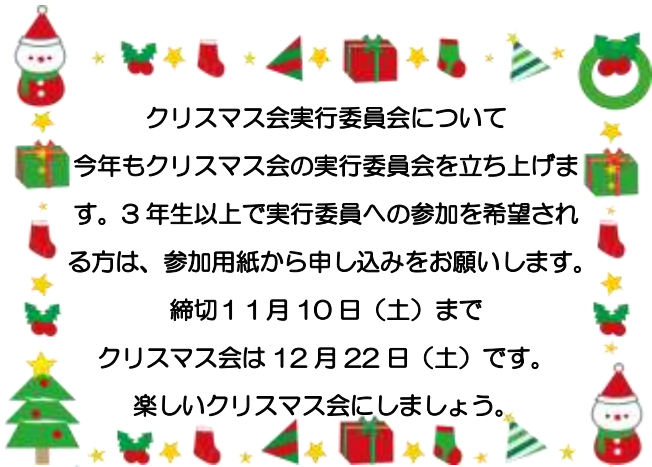 クリスマス会実行委員会について
今年もクリスマス会の実行委員会を立ち上げま
す。3年生以上で実行委員への参加を希望され
る方は、参加用紙から申し込みをお願いします。
締切11月10日（土）まで
クリスマス会は12月22日（土）です。
楽しいクリスマス会にしましょう。